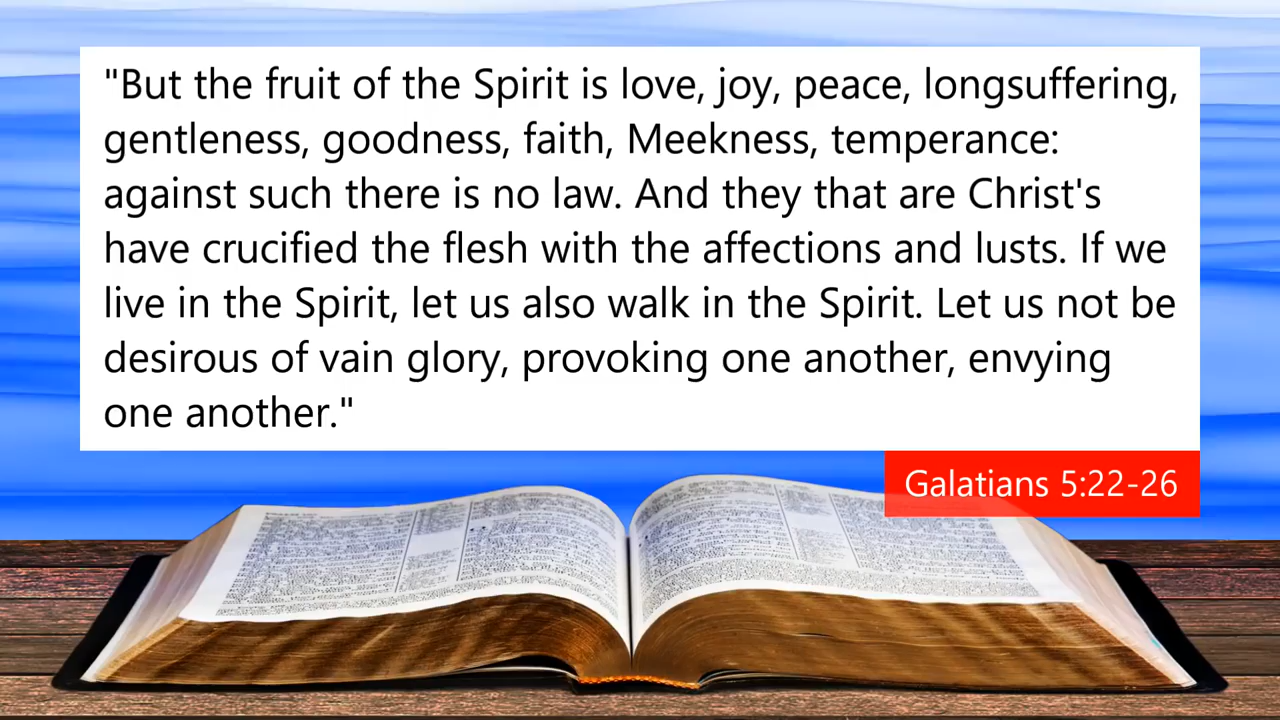 "But the fruit of the Spirit is love, joy, peace, longsuffering,
gentleness, goodness, faith, Meekness, temperance:
against such there is no law. And they that are Christ's
have crucified the flesh with the affections and lusts. If we
live in the Spirit, let us also walk in the Spirit. Let us not be
desirous of vain glory, provoking one another, envying
one another."
Galatians 5:22-26